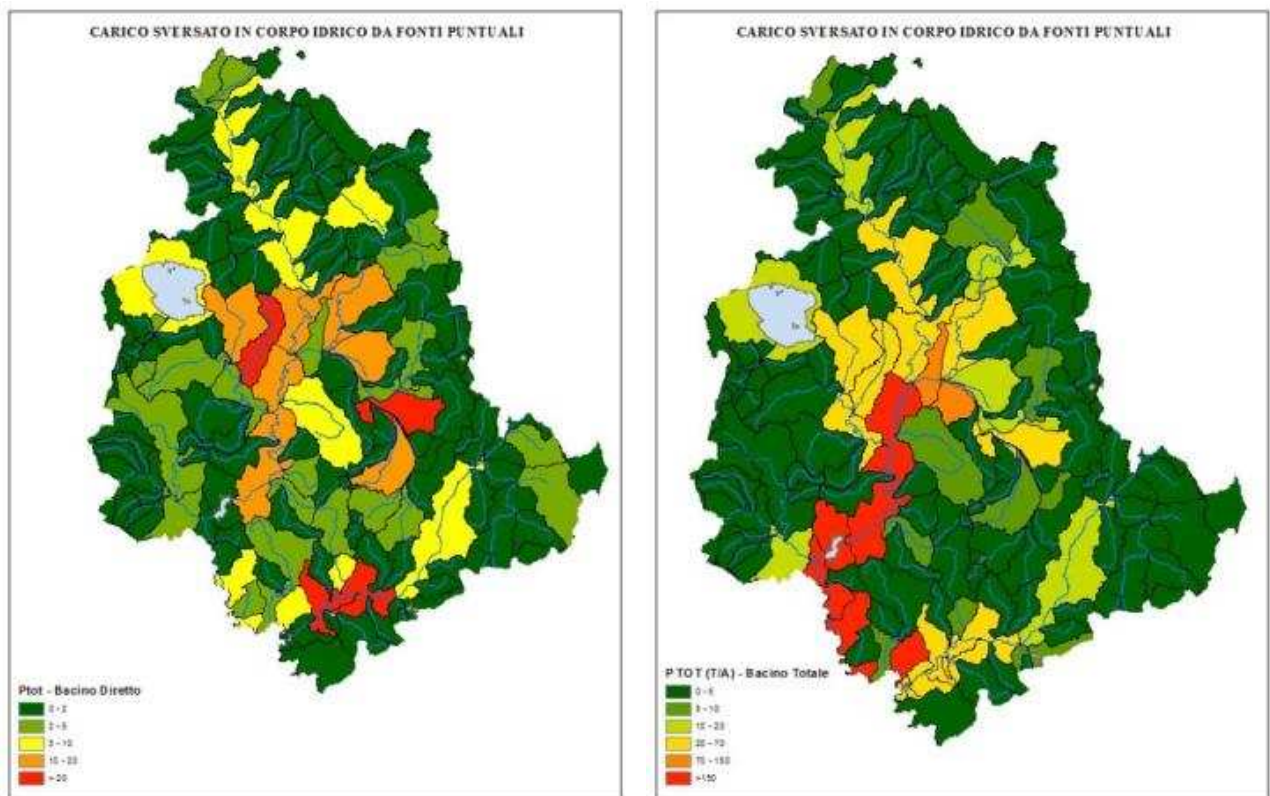 CARICO SVERSATO IN CORPO IDRICO DA FONTI PUNTUALI
Ptot - Bacino Diretto
0 - 2
2 - 5
5 - 10
10 - 20
> 20
CARICO SVERSATO IN CORPO IDRICO DA FONTI PUNTUALI
P TOT (T/A) - Bacino Totale
0 - 5
5 - 10
10 - 20
20 - 70
70 - 150
>150